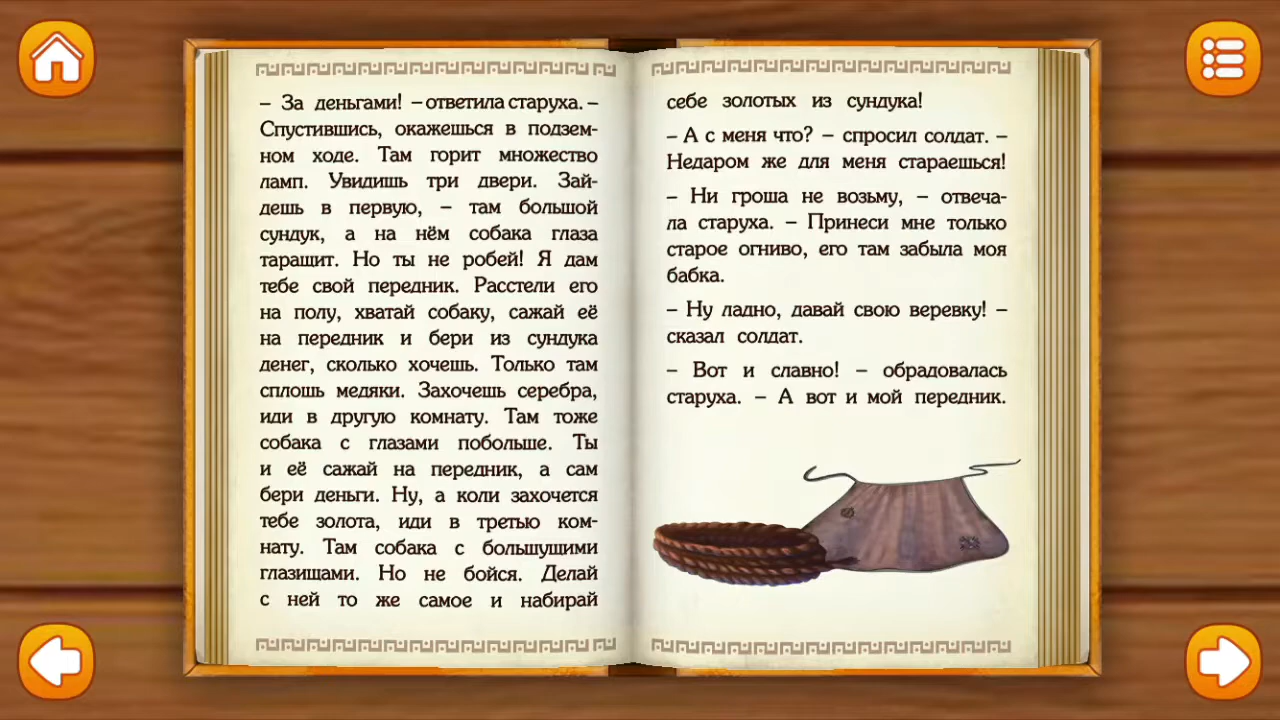 – За деньгами! – ответила старуха. –
Спустившись, окажешься в подзем-
ном ходе. Там горит множество
ламп. Увидишь три двери. Зай-
дешь в первую, – там большой
сундук, а на нём собака глаза
таращит. Но ты не робей! Я дам
тебе свой передник. Расстели его
на полу, хватай собаку, сажай её
на передник и бери из сундука
денег, сколько хочешь. Только там
сплошь медяки. Захочешь серебра,
иди в другую комнату. Там тоже
собака с глазами побольше. Ты
и её сажай на передник, а сам
бери деньги. Ну, а коли захочется
тебе золота, иди в третью ком-
нату. Там собака с большущими
глазищами. Но не бойся. Делай
с ней то же самое и набирай
себе золотых из сундука!
– А с меня что? – спросил солдат. –
Недаром же для меня стараешься!
– Ни гроша не возьму, – отвеча-
ла старуха. – Принеси мне только
старое огниво, его там забыла моя
бабка.
– Ну ладно, давай свою веревку! –
сказал солдат.
– Вот и славно! – обрадовалась
старуха. – А вот и мой передник.